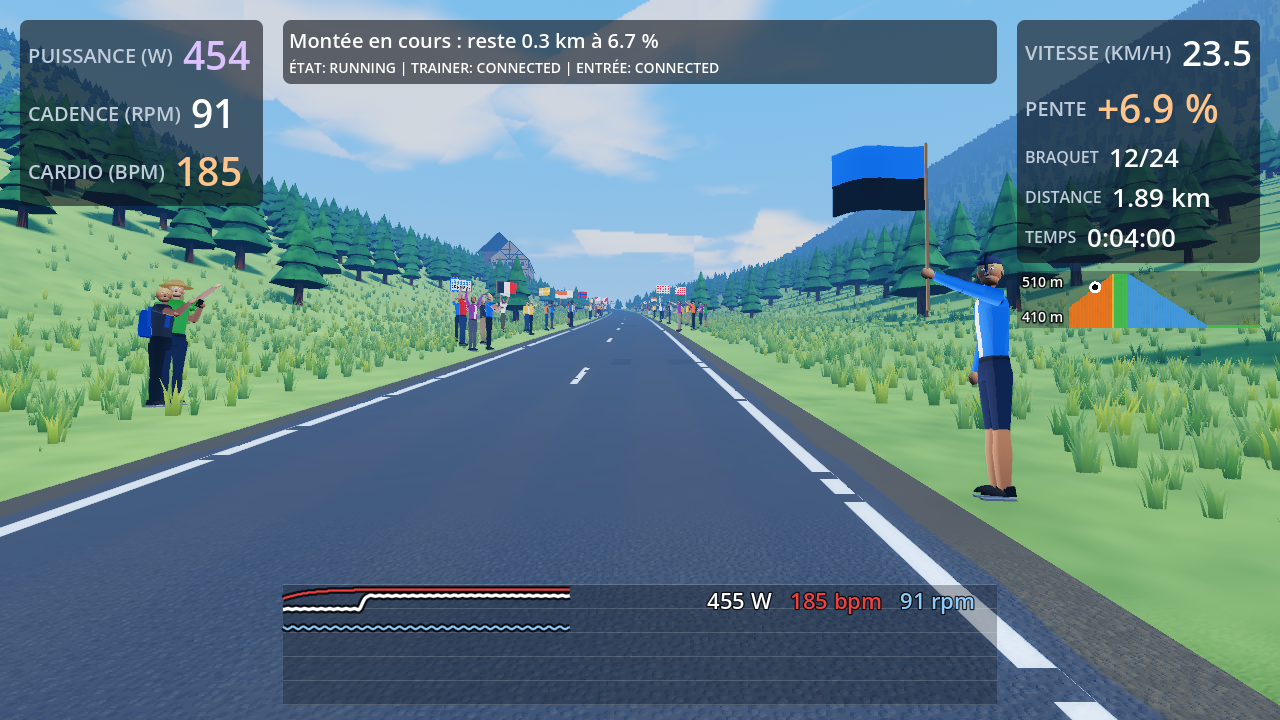 PUISSANCE (W) 454
CADENCE (RPM) 91
CARDIO (BPM) 185
Montée en cours : reste 0.3 km à 6.7 %
ÉTAT: RUNNING | TRAINER: CONNECTED | ENTRÉE: CONNECTED
VITESSE (KM/H) 23.5
PENTE +6.9 %
BRAQUET 12/24
DISTANCE 1.89 km
TEMPS 0:04:00
510 m
410 m
455 W 185 bpm 91 rpm